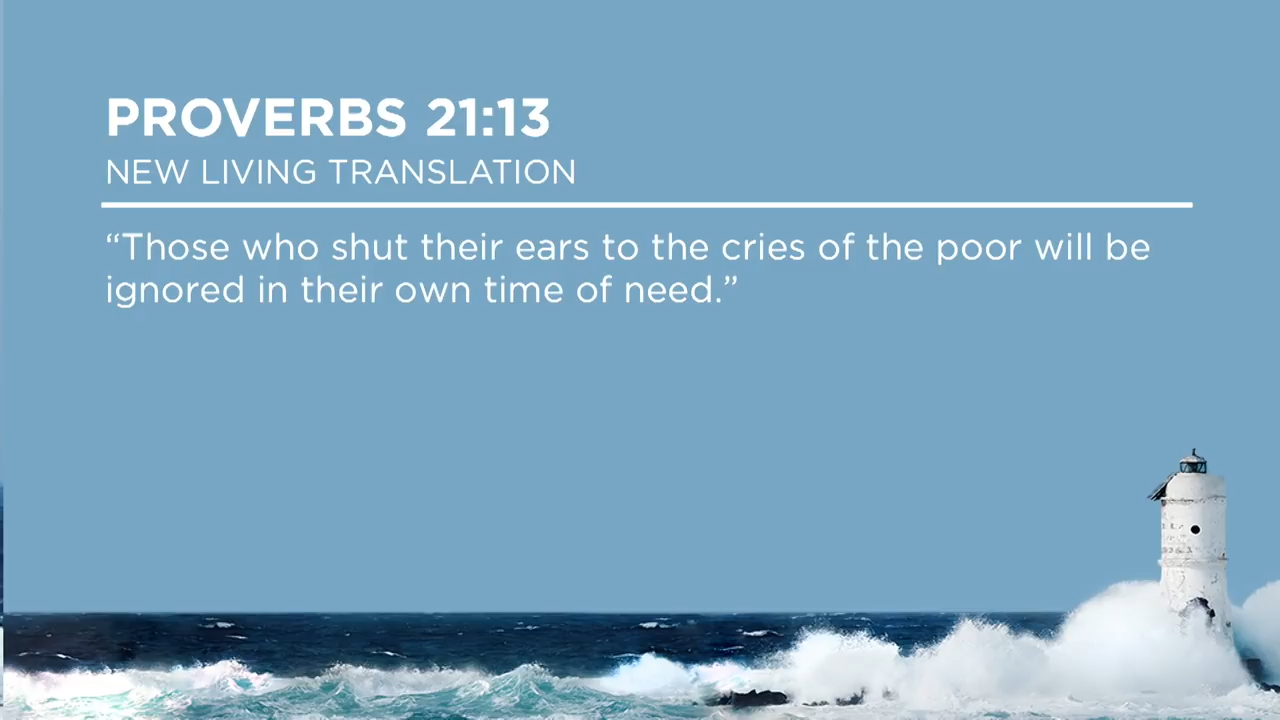 PROVERBS 21:13
NEW LIVING TRANSLATION
“Those who shut their ears to the cries of the poor will be
ignored in their own time of need.”